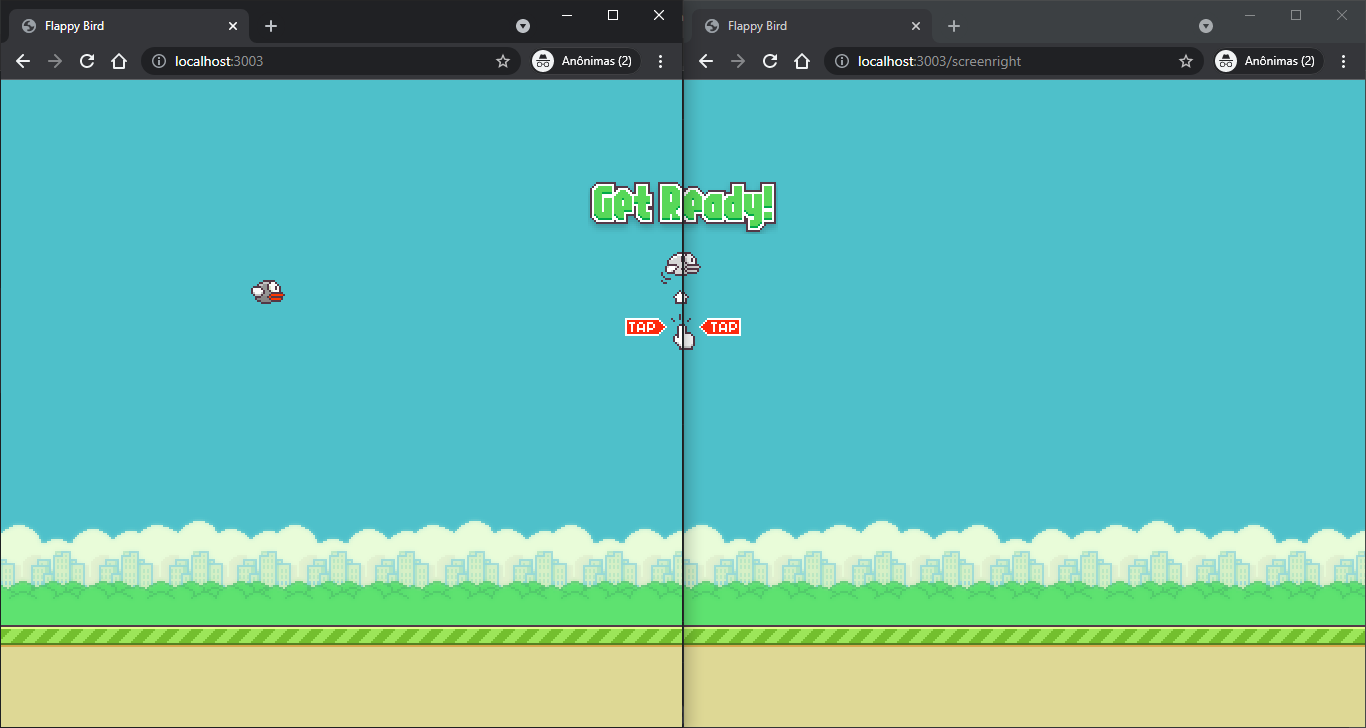 Flappy Bird
localhost:3003
Anônimas (2)
Flappy Bird
localhost:3003/screenright
Anônimas (2)
Get Ready!
TAP TAP